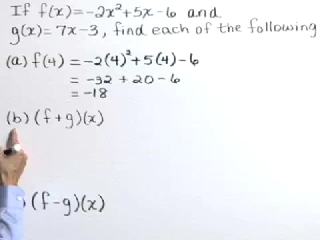 If f(x)=-2x²+5x-6 and
g(x)=7x-3, find each of the following
(a) f(4) = -2(4)²+5(4)-6
= -32 + 20 - 6
= -18
(b) (f+g)(x)
) (f-g)(x)